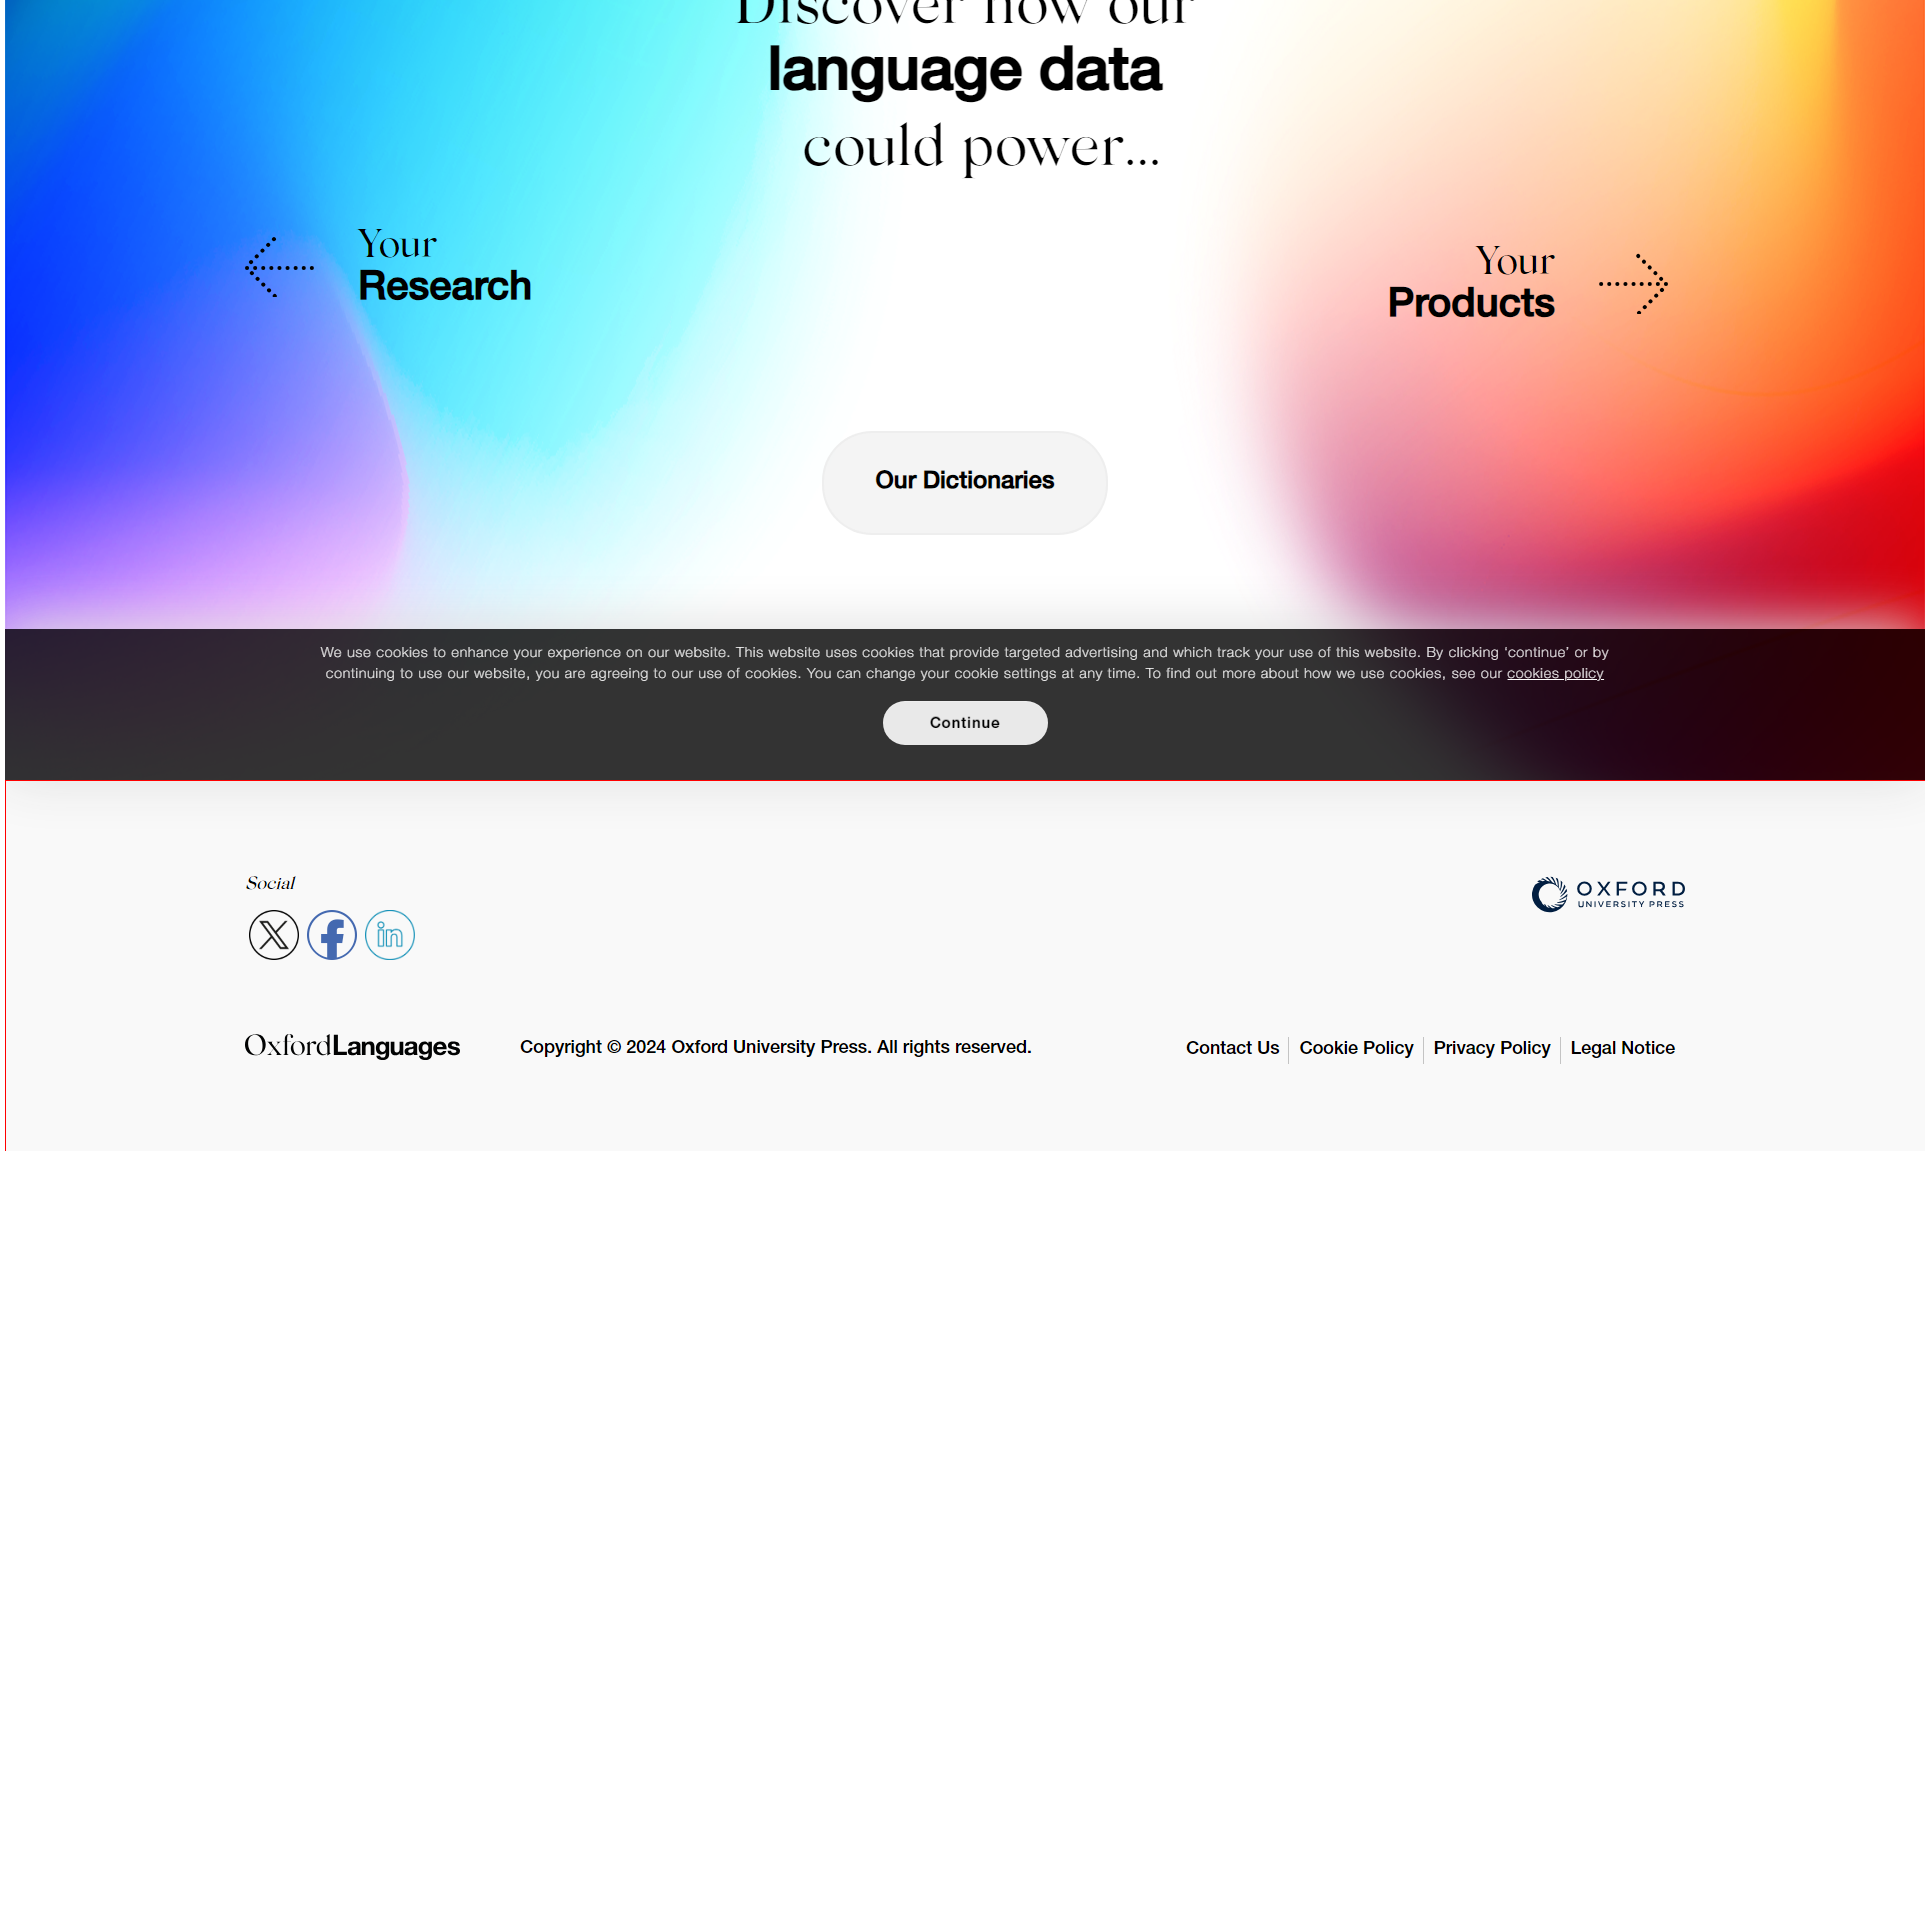 Discover how our
language data
could power...
Your
Research
Your
Products
Our Dictionaries
We use cookies to enhance your experience on our website. This website uses cookies that provide targeted advertising and which track your use of this website. By clicking 'continue' or by
continuing to use our website, you are agreeing to our use of cookies. You can change your cookie settings at any time. To find out more about how we use cookies, see our cookies policy
Continue
Social
OXFORD
UNIVERSITY PRESS
OxfordLanguages
Copyright © 2024 Oxford University Press. All rights reserved.
Contact Us
Cookie Policy
Privacy Policy
Legal Notice